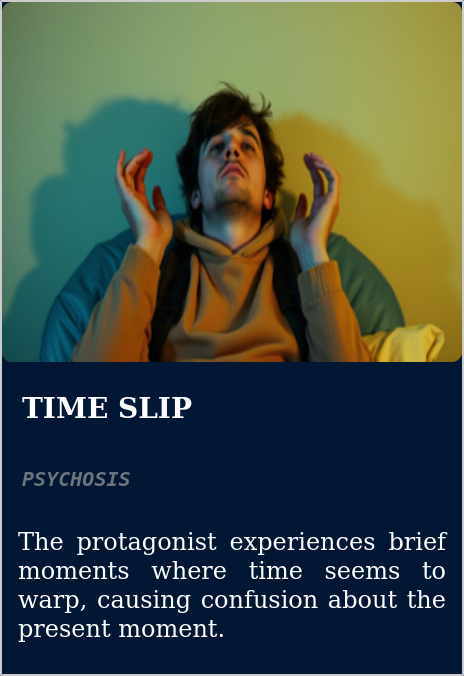 TIME SLIP
PSYCHOSIS
The protagonist experiences brief
moments where time seems to
warp, causing confusion about the
present moment.